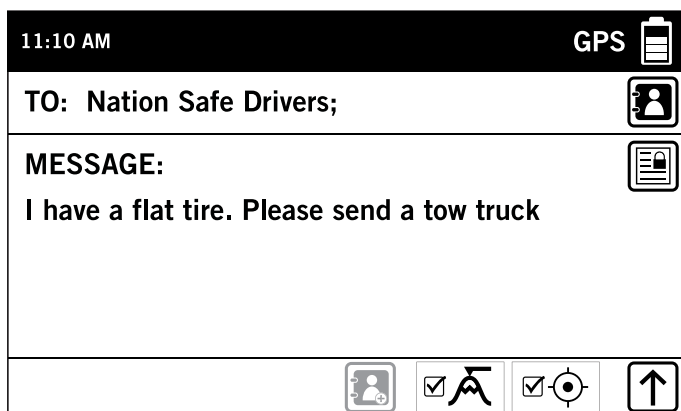 11:10 AM GPS
TO: Nation Safe Drivers;
MESSAGE:
I have a flat tire. Please send a tow truck